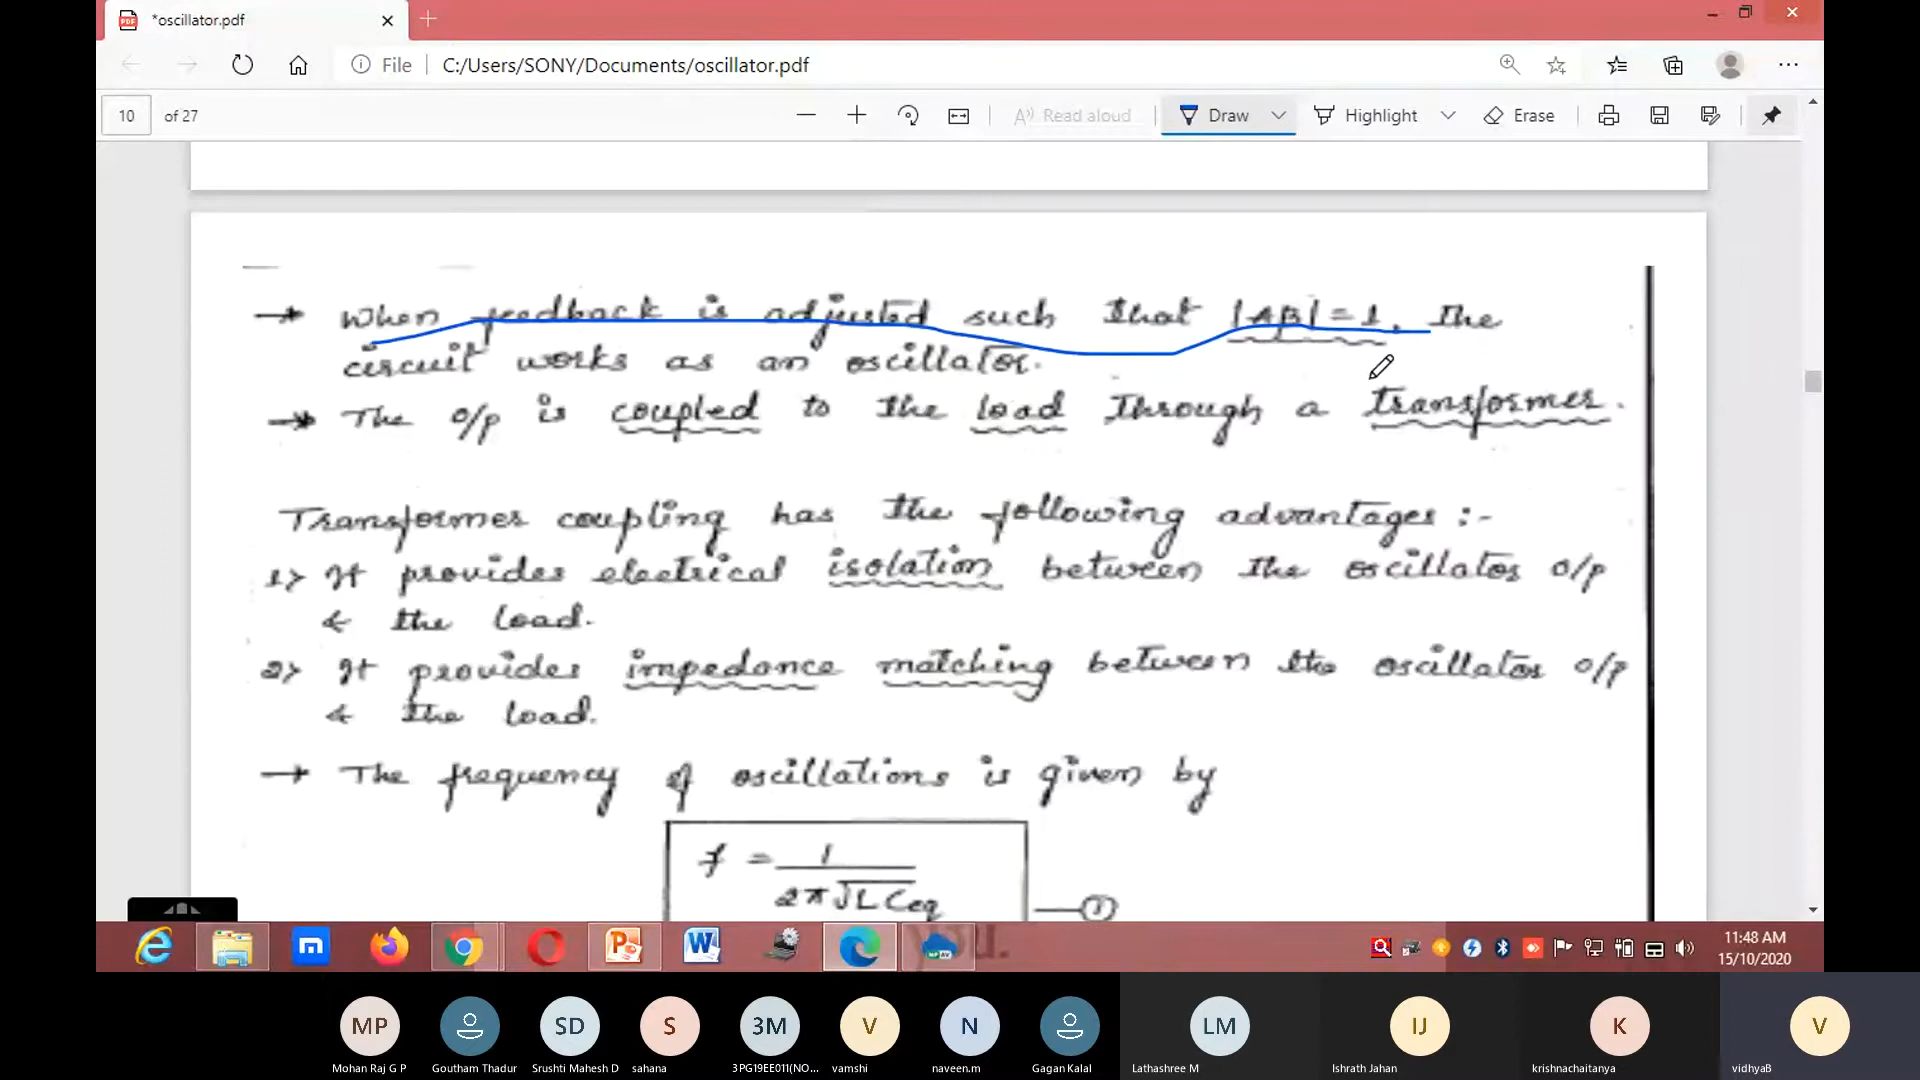 *oscillator.pdf
File
C:/Users/SONY/Documents/oscillator.pdf
10 of 27
Read aloud
Draw
Highlight
Erase
→ When feedback is adjusted such that |AB| = 1. The
circuit works as an oscillator.
→ The o/p is coupled to the load through a transformer.
Transformer coupling has the following advantages :-
1> It provides electrical isolation between the oscillator o/p
& the load.
2> It provides impedance matching between the oscillator o/p
& the load.
→ The frequency of oscillations is given by
f = 1 / 2π√LCeq —①
you.
11:48 AM
15/10/2020
MP
SD
S
3M
V
N
LM
IJ
K
V
Mohan Raj G P
Goutham Thadur
Srushti Mahesh D
sahana
3PG19EE011(NO...
vamshi
naveen.m
Gagan Kalal
Lathashree M
Ishrath Jahan
krishnachaitanya
vidhyaB